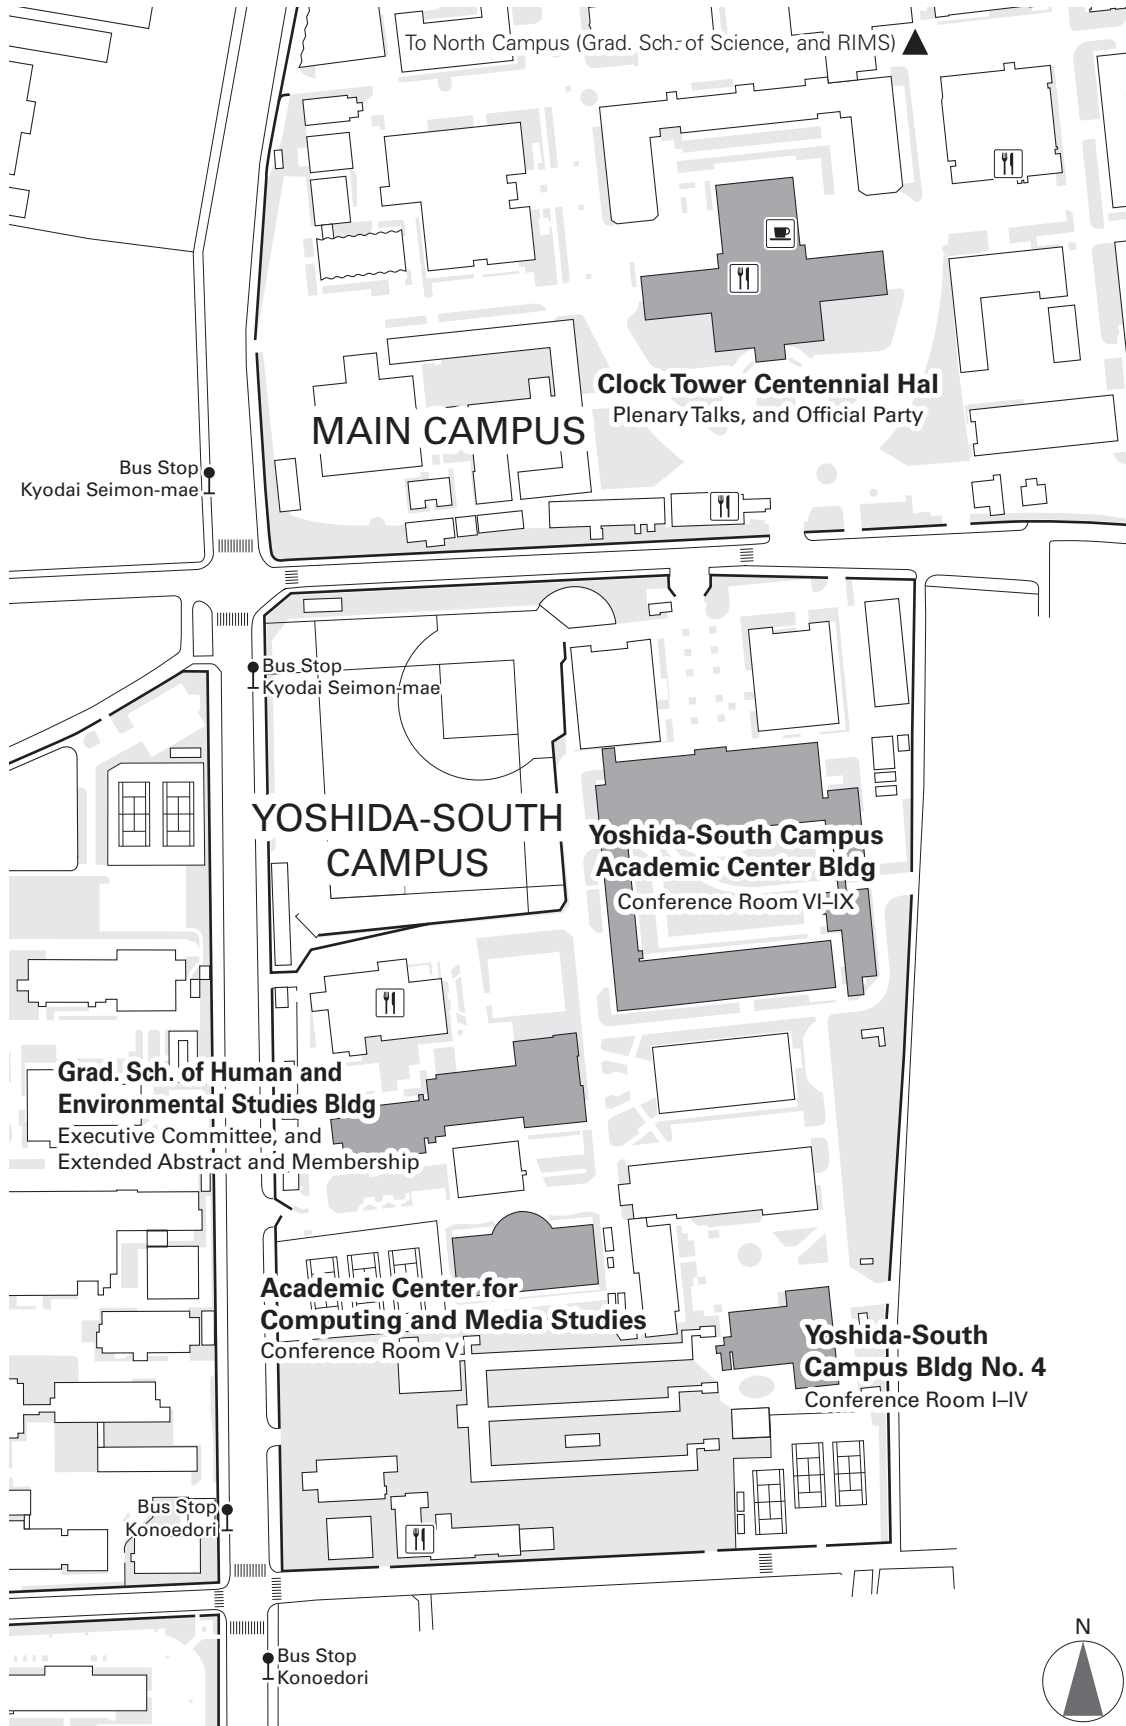 To North Campus (Grad. Sch. of Science, and RIMS)
Clock Tower Centennial Hal
Plenary Talks, and Official Party
MAIN CAMPUS
Bus Stop
Kyodai Seimon-mae
Bus Stop
Kyodai Seimon-mae
YOSHIDA-SOUTH
CAMPUS
Yoshida-South Campus
Academic Center Bldg
Conference Room VI–IX
Grad. Sch. of Human and
Environmental Studies Bldg
Executive Committee, and
Extended Abstract and Membership
Academic Center for
Computing and Media Studies
Conference Room V
Yoshida-South
Campus Bldg No. 4
Conference Room I–IV
Bus Stop
Konoedori
Bus Stop
Konoedori
N